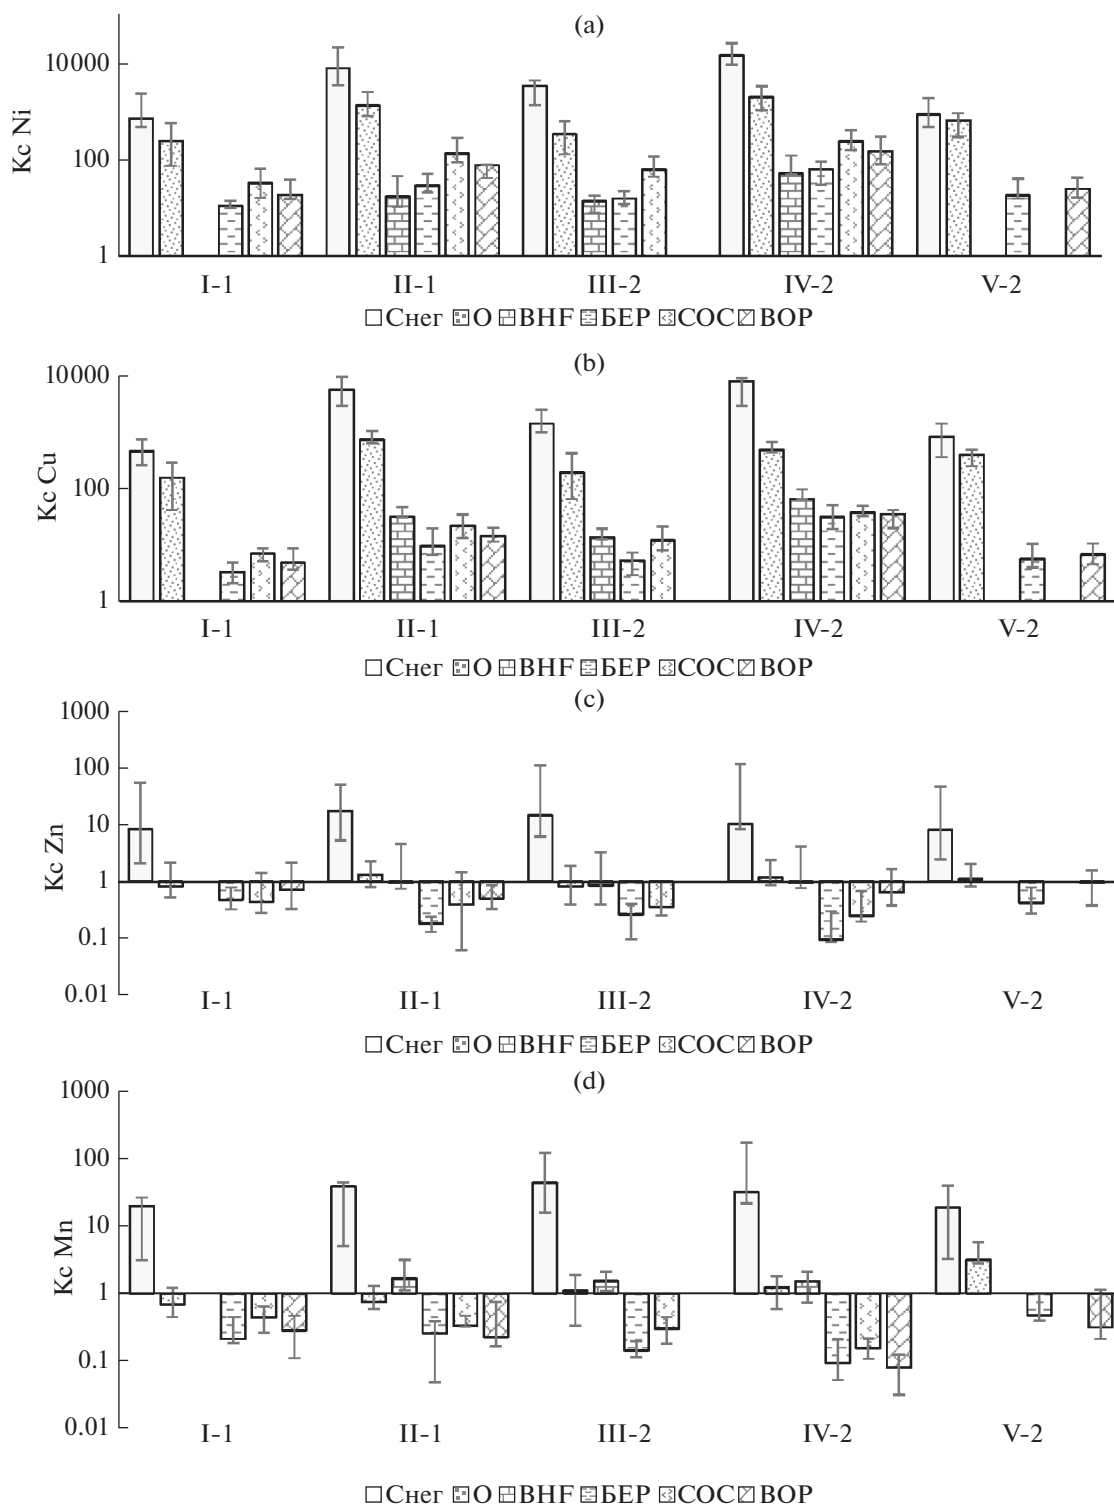 (a)
Кс Ni
10000
100
1
I-1 II-1 III-2 IV-2 V-2
Снег О BHF БЕР СОС ВОР
(b)
Кс Cu
10000
100
1
I-1 II-1 III-2 IV-2 V-2
Снег О BHF БЕР СОС ВОР
(c)
Кс Zn
1000
100
10
1
0.1
0.01
I-1 II-1 III-2 IV-2 V-2
Снег О BHF БЕР СОС ВОР
(d)
Кс Mn
1000
100
10
1
0.1
0.01
I-1 II-1 III-2 IV-2 V-2
Снег О BHF БЕР СОС ВОР